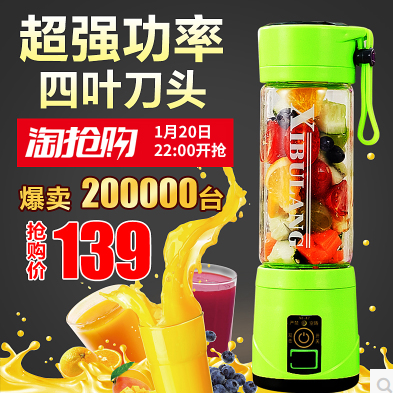 超强功率
四叶刀头
淘抢购
1月20日
22:00开抢
爆卖 200000台
抢购价
139
YIBULANG